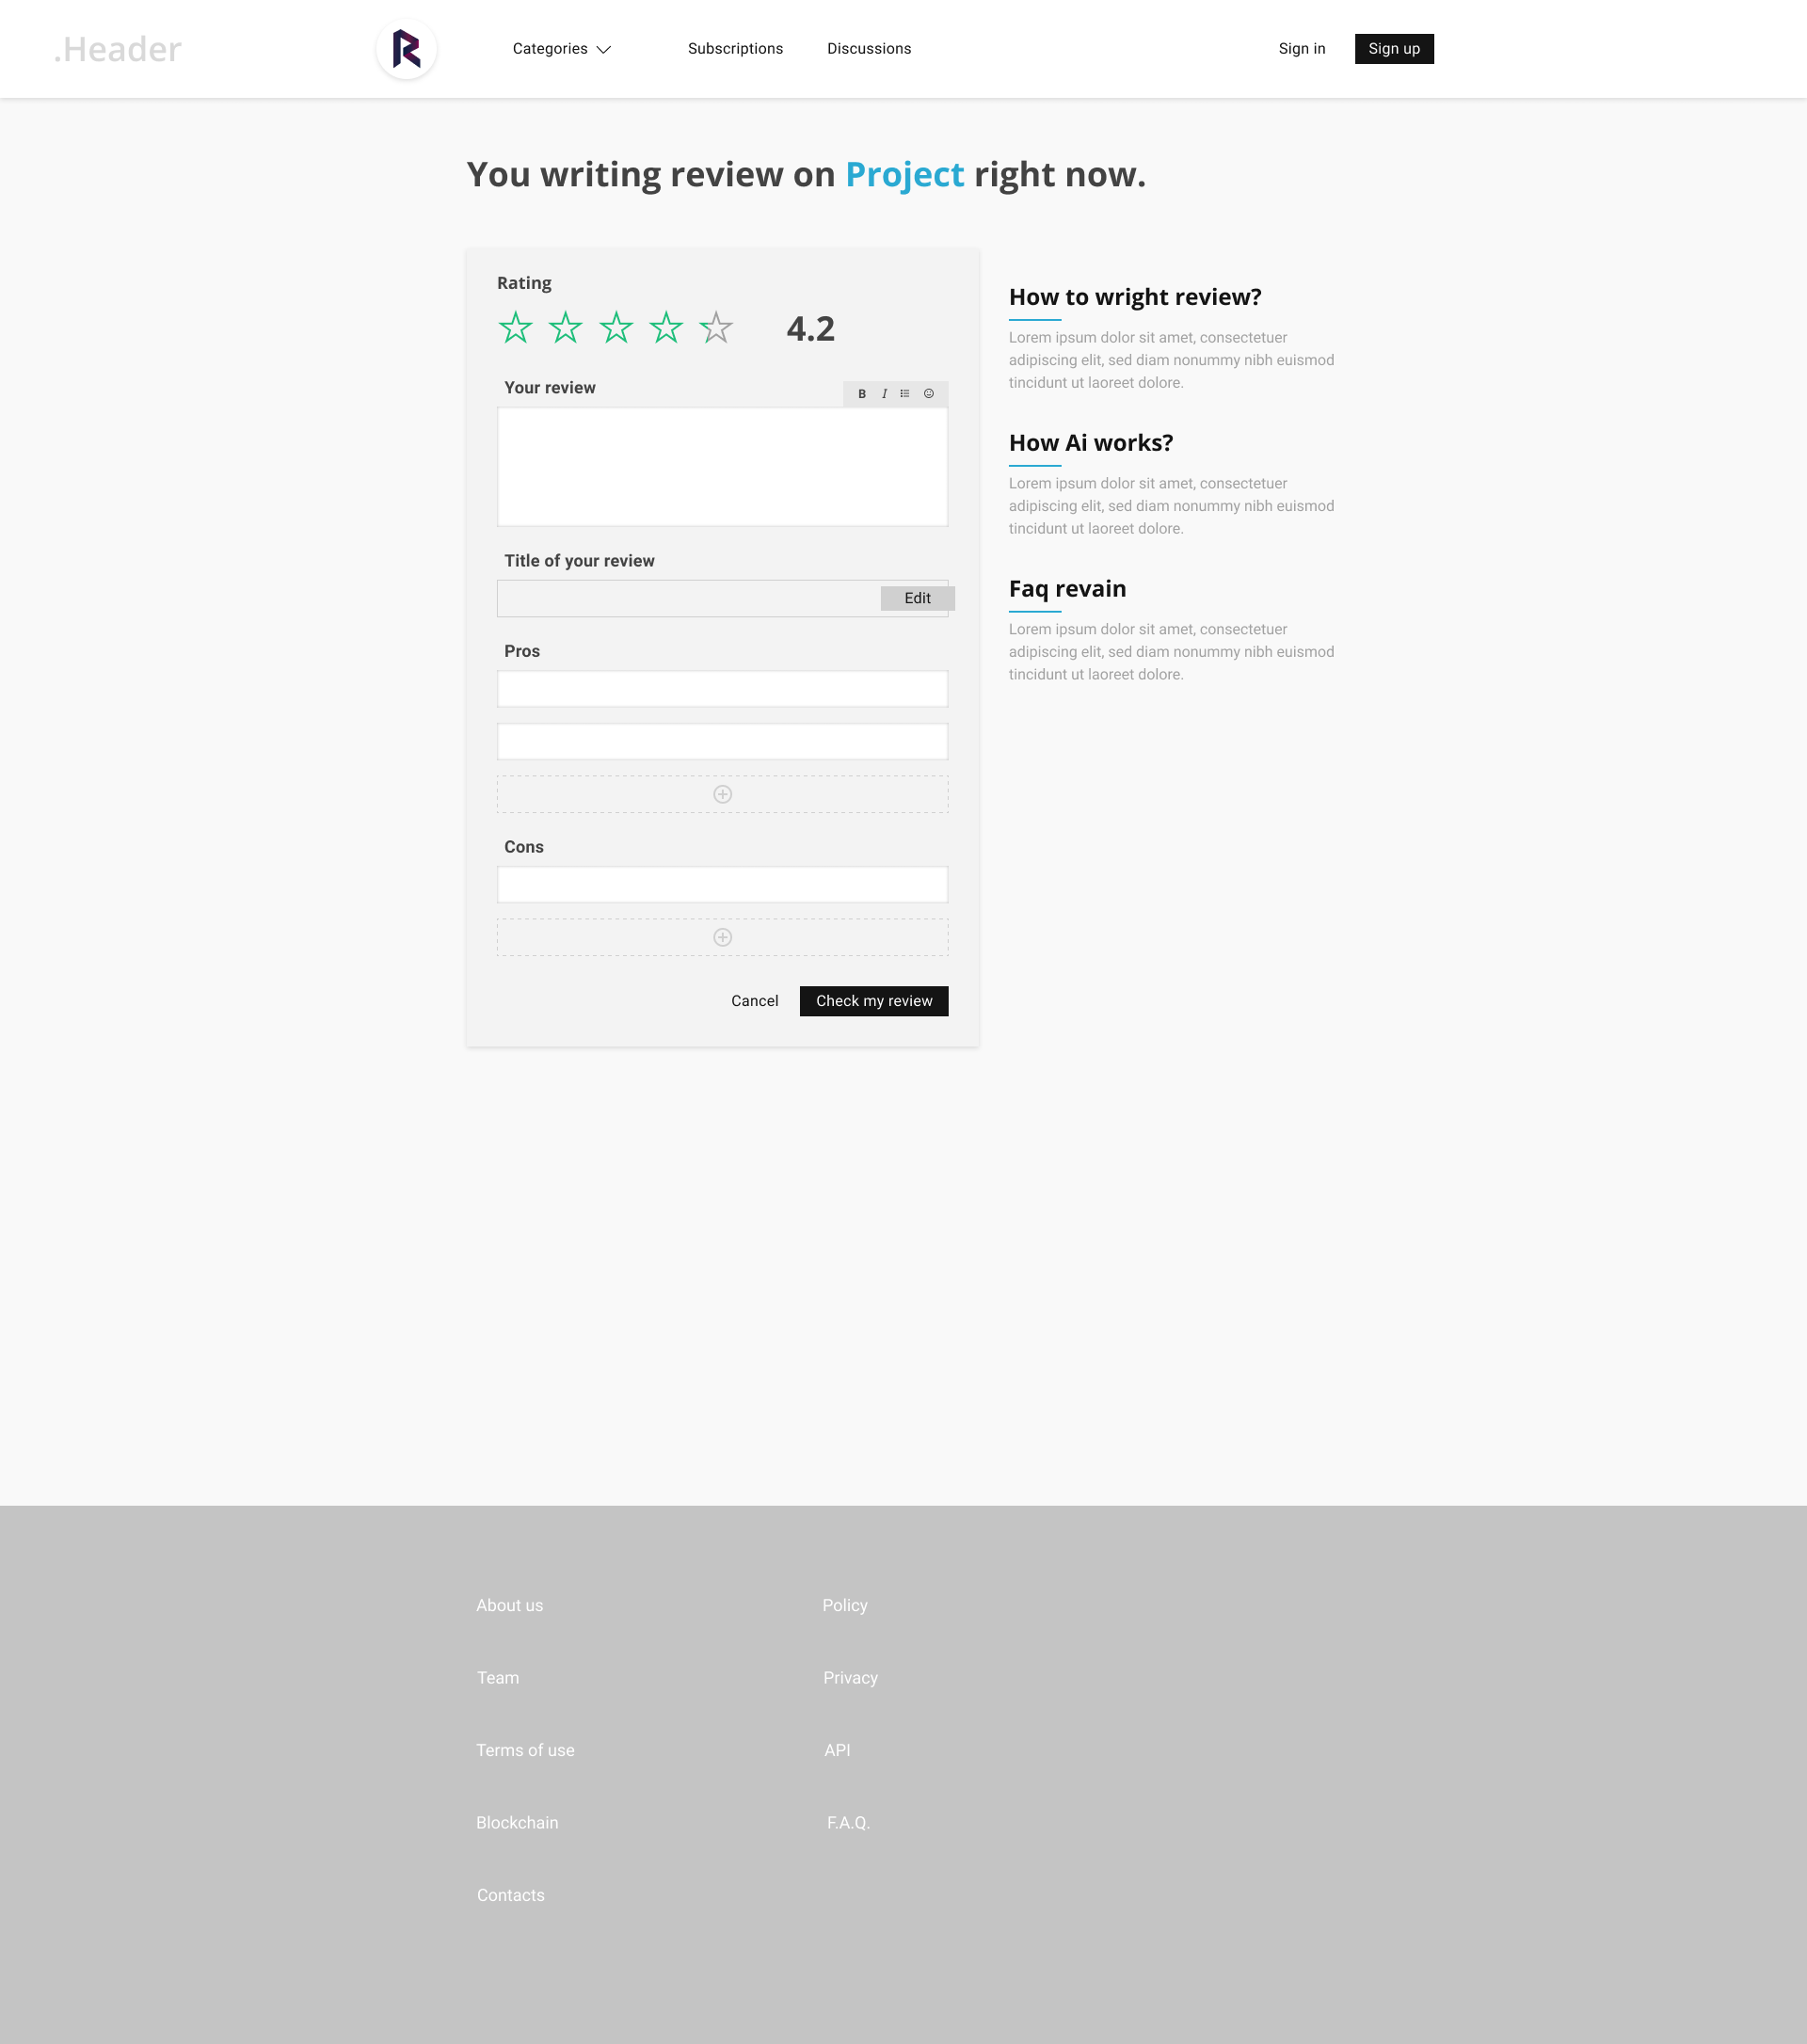 .Header
Categories
Subscriptions
Discussions
Sign in
Sign up
You writing review on Project right now.
Rating
4.2
Your review
B I
Title of your review
Edit
Pros
Cons
Cancel
Check my review
How to wright review?
Lorem ipsum dolor sit amet, consectetuer
adipiscing elit, sed diam nonummy nibh euismod
tincidunt ut laoreet dolore.
How Ai works?
Lorem ipsum dolor sit amet, consectetuer
adipiscing elit, sed diam nonummy nibh euismod
tincidunt ut laoreet dolore.
Faq revain
Lorem ipsum dolor sit amet, consectetuer
adipiscing elit, sed diam nonummy nibh euismod
tincidunt ut laoreet dolore.
About us
Team
Terms of use
Blockchain
Contacts
Policy
Privacy
API
F.A.Q.